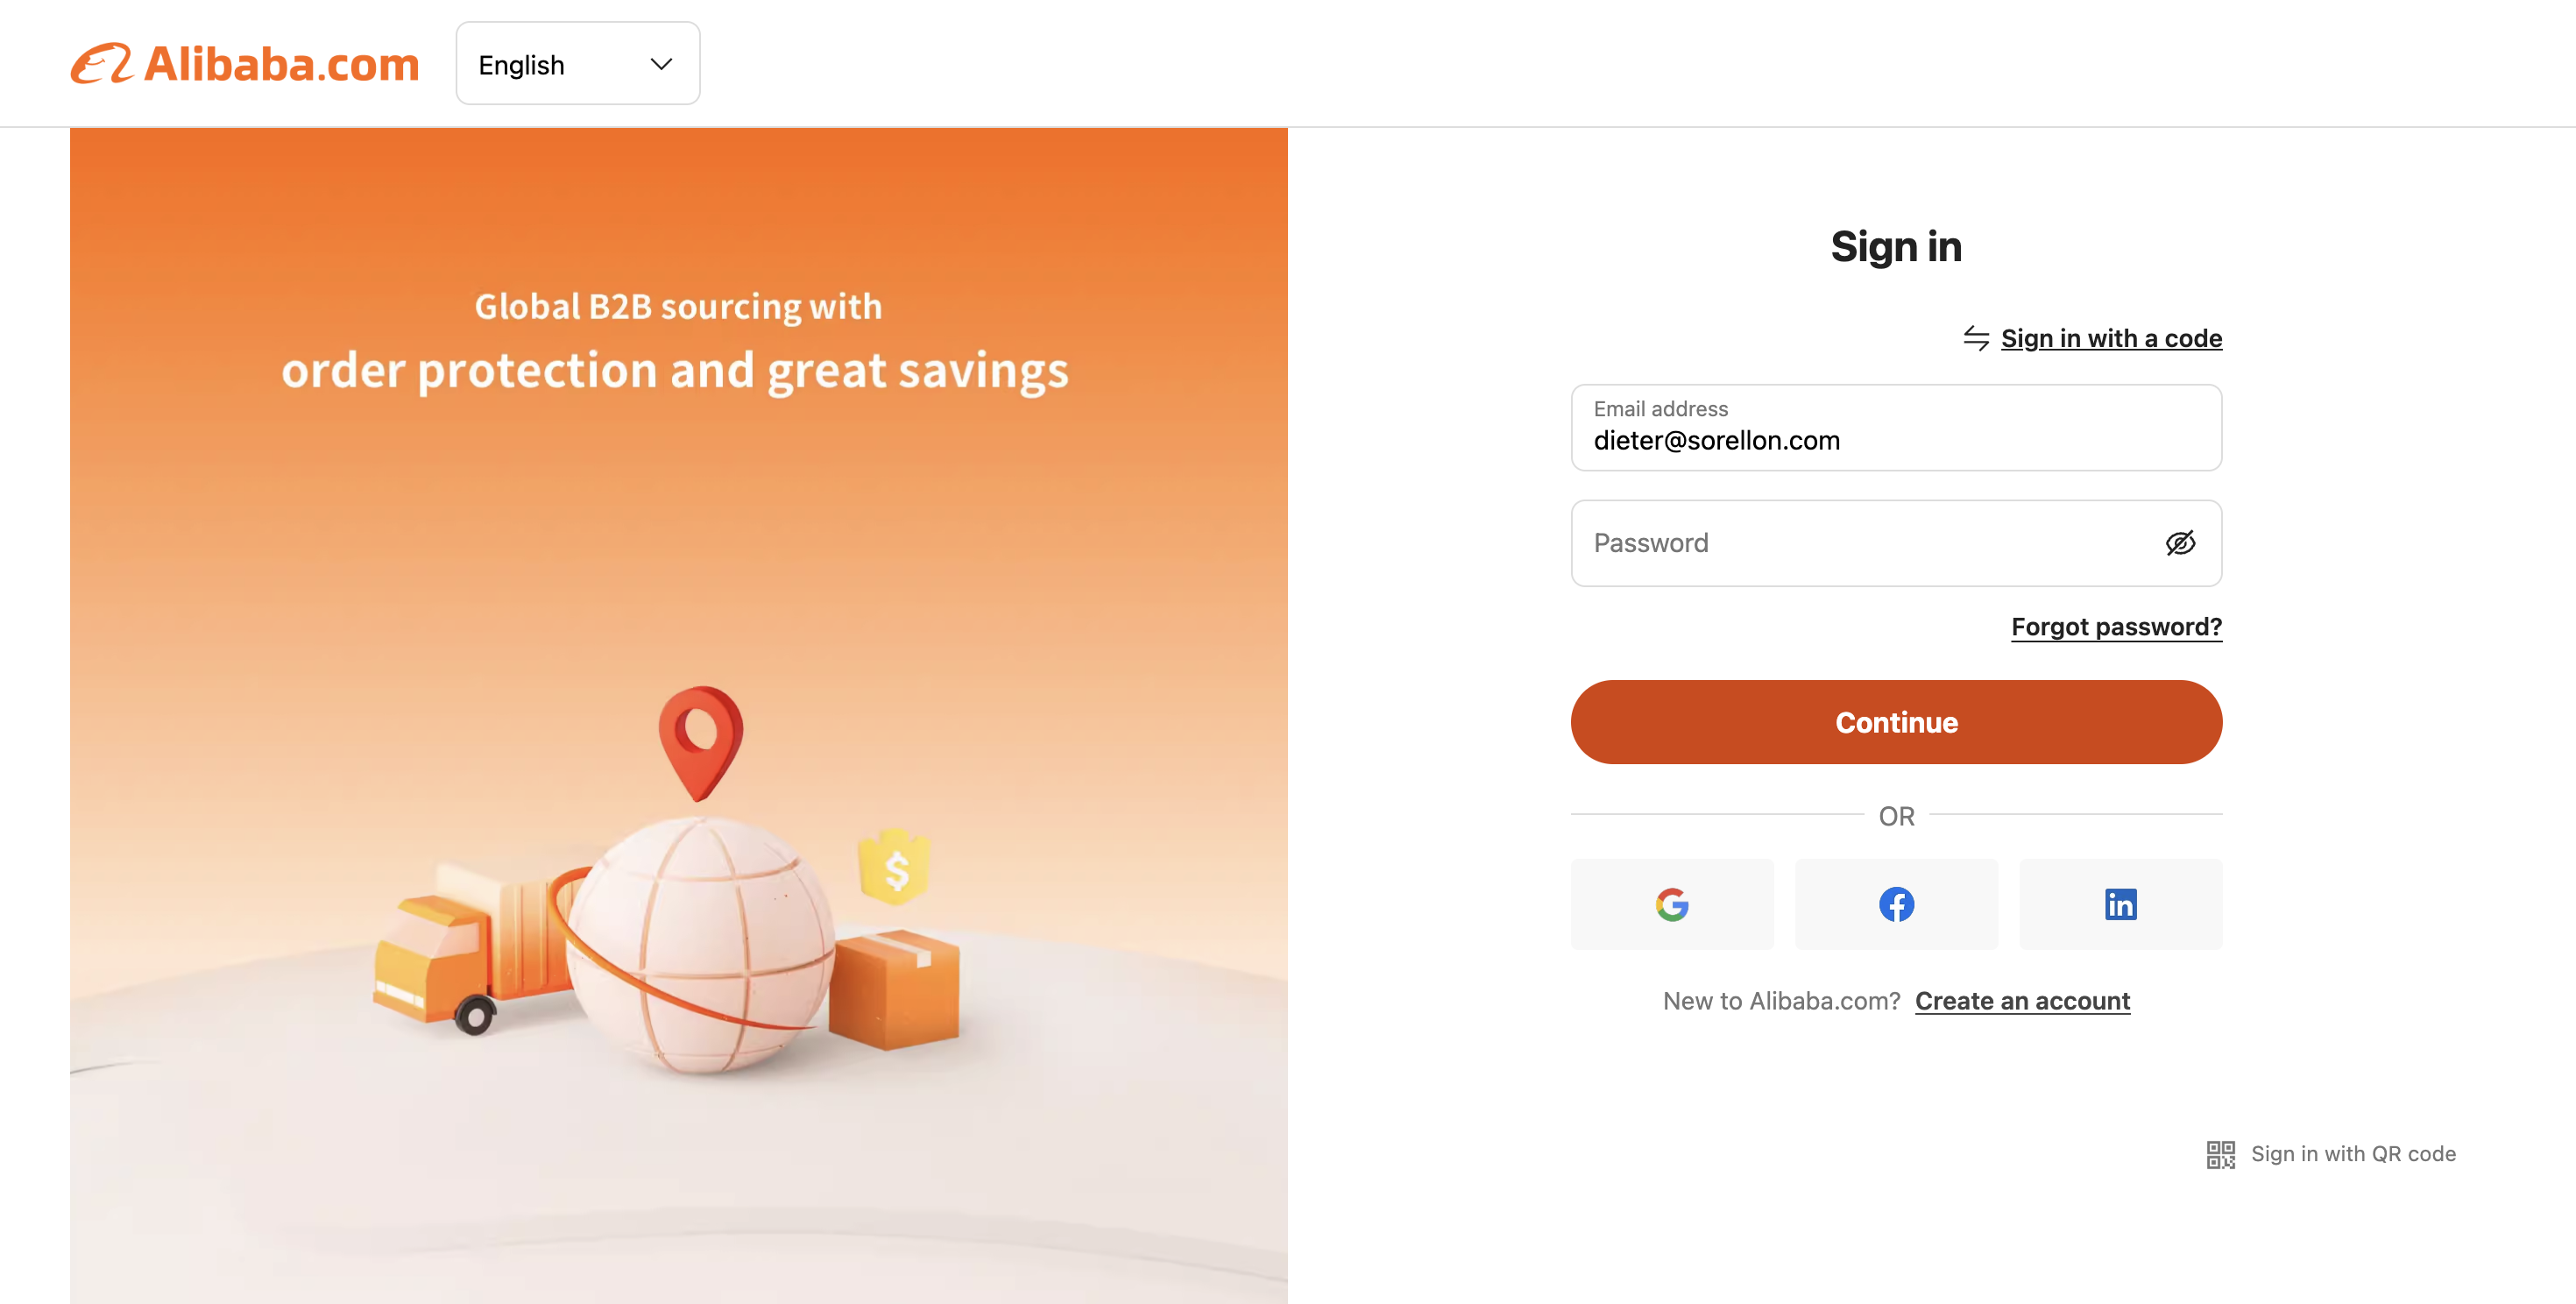 Alibaba.com
English
Global B2B sourcing with
order protection and great savings
$
Sign in
Sign in with a code
Email address
dieter@sorellon.com
Password
Forgot password?
Continue
OR
G
f
in
New to Alibaba.com? Create an account
Sign in with QR code